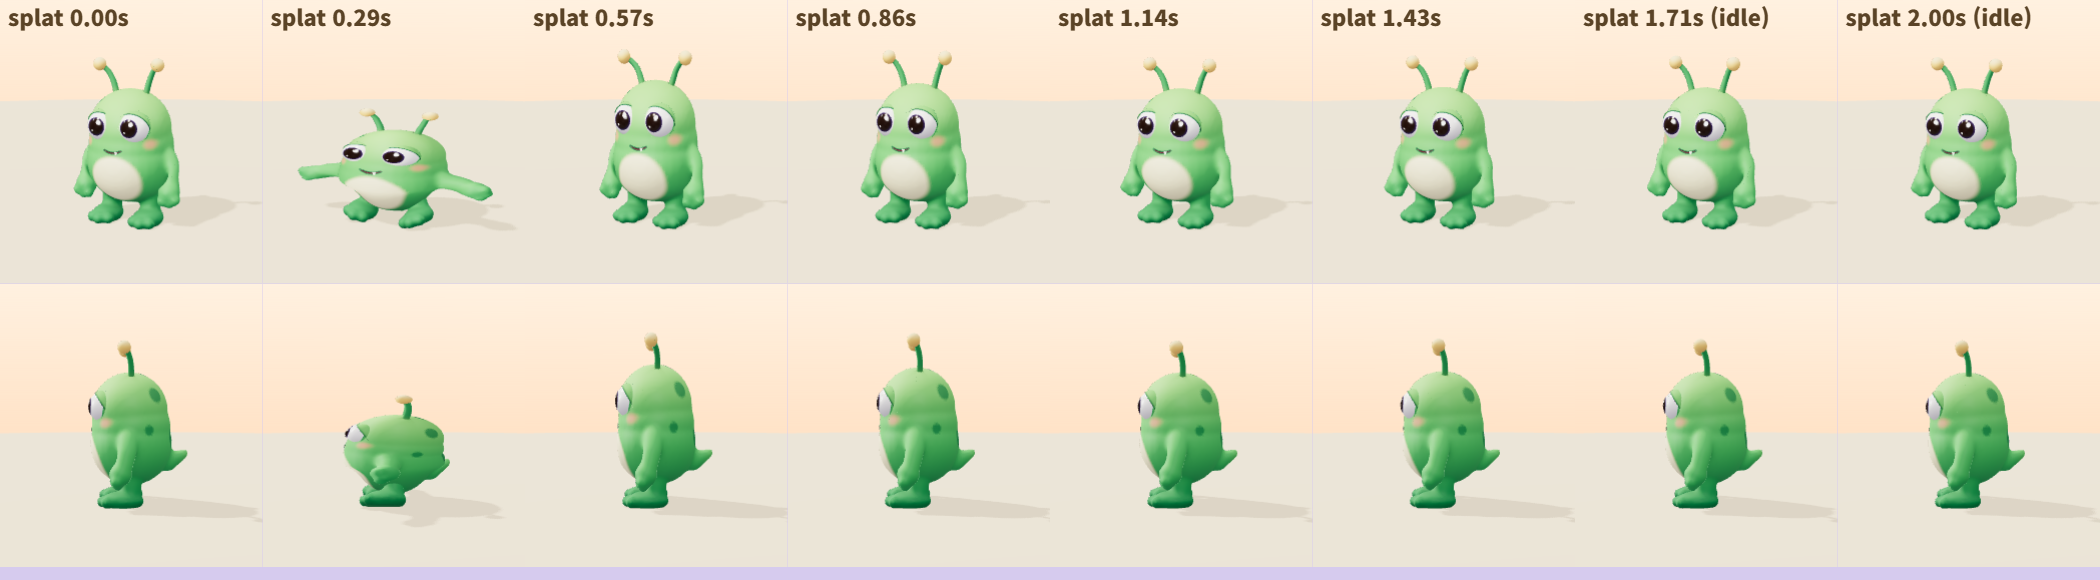 splat 0.00s
splat 0.29s
splat 0.57s
splat 0.86s
splat 1.14s
splat 1.43s
splat 1.71s (idle)
splat 2.00s (idle)